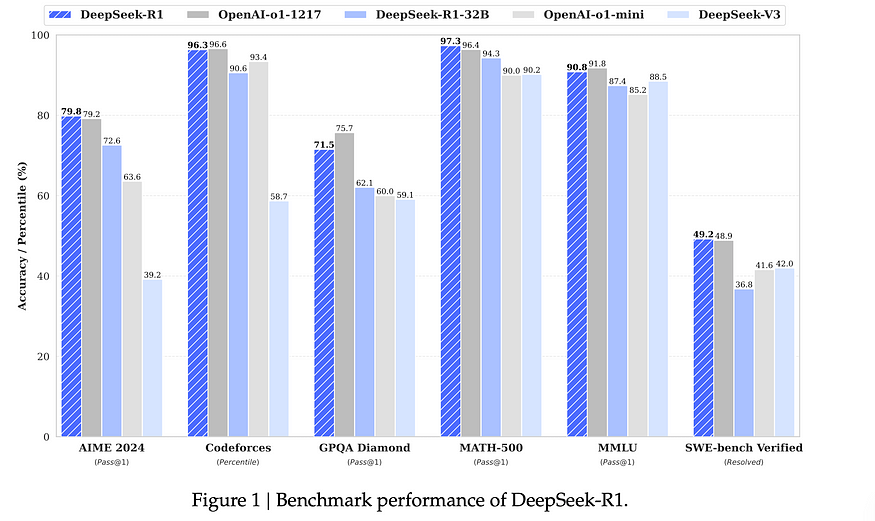 DeepSeek-R1 OpenAI-o1-1217 DeepSeek-R1-32B OpenAI-o1-mini DeepSeek-V3
Accuracy / Percentile (%)
100
80
60
40
20
0
79.8 79.2 72.6 63.6 39.2
96.3 96.6 90.6 93.4 58.7
71.5 75.7 62.1 60.0 59.1
97.3 96.4 94.3 90.0 90.2
90.8 91.8 87.4 85.2 88.5
49.2 48.9 36.8 41.6 42.0
AIME 2024 Codeforces GPQA Diamond MATH-500 MMLU SWE-bench Verified
(Pass@1) (Percentile) (Pass@1) (Pass@1) (Pass@1) (Resolved)
Figure 1 | Benchmark performance of DeepSeek-R1.